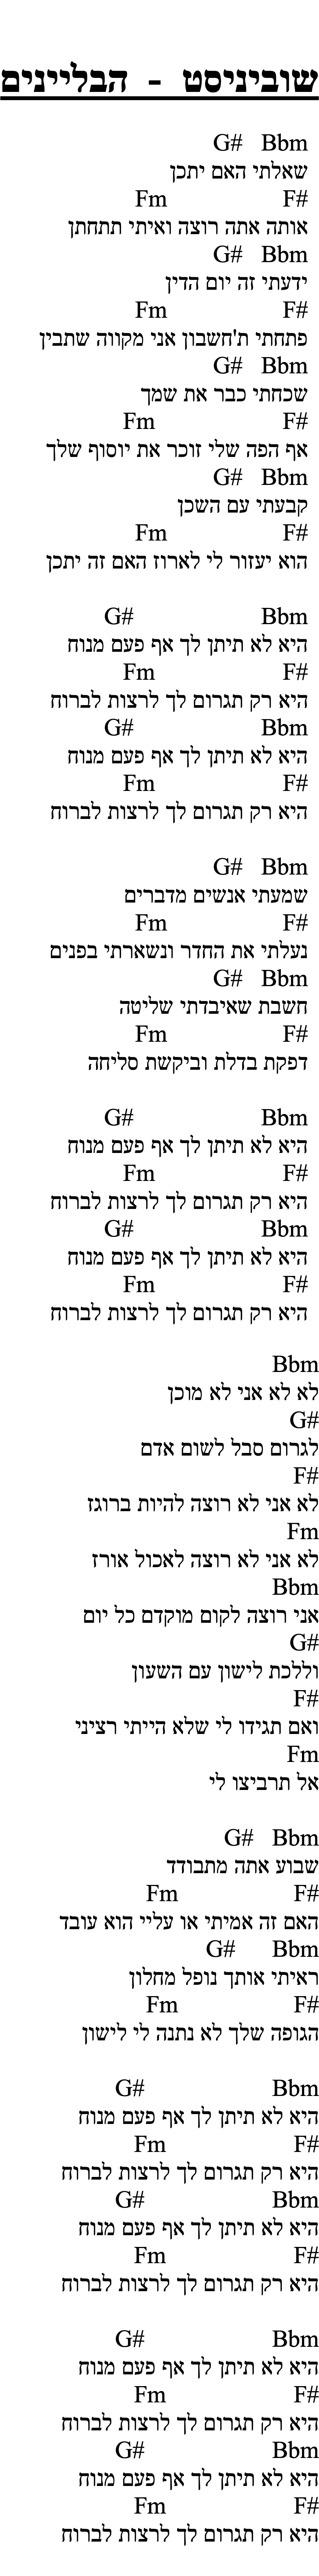 שוביניסט - הבליינים
Bbm G#
שאלתי האם יתכן
F# Fm
אותה אתה רוצה ואיתי תתחתן
Bbm G#
ידעתי זה יום הדין
F# Fm
פתחתי ת'חשבון אני מקווה שתבין
Bbm G#
שכחתי כבר את שמך
F# Fm
אף הפה שלי זוכר את יוסוף שלך
Bbm G#
קבעתי עם השכן
F# Fm
הוא יעזור לי לארוז האם זה יתכן
Bbm G#
היא לא תיתן לך אף פעם מנוח
F# Fm
היא רק תגרום לך לרצות לברוח
Bbm G#
היא לא תיתן לך אף פעם מנוח
F# Fm
היא רק תגרום לך לרצות לברוח
Bbm G#
שמעתי אנשים מדברים
F# Fm
נעלתי את החדר ונשארתי בפנים
Bbm G#
חשבת שאיבדתי שליטה
F# Fm
דפקת בדלת וביקשת סליחה
Bbm G#
היא לא תיתן לך אף פעם מנוח
F# Fm
היא רק תגרום לך לרצות לברוח
Bbm G#
היא לא תיתן לך אף פעם מנוח
F# Fm
היא רק תגרום לך לרצות לברוח
Bbm
לא לא אני לא מוכן
G#
לגרום סבל לשום אדם
F#
לא אני לא רוצה להיות ברוגז
Fm
לא אני לא רוצה לאכול אורז
Bbm
אני רוצה לקום מוקדם כל יום
G#
וללכת לישון עם השעון
F#
ואם תגידו לי שלא הייתי רציני
Fm
אל תרביצו לי
Bbm G#
שבוע אתה מתבודד
F# Fm
האם זה אמיתי או עליי הוא עובד
Bbm G#
ראיתי אותך נופל מחלון
F# Fm
הגופה שלך לא נתנה לי לישון
Bbm G#
היא לא תיתן לך אף פעם מנוח
F# Fm
היא רק תגרום לך לרצות לברוח
Bbm G#
היא לא תיתן לך אף פעם מנוח
F# Fm
היא רק תגרום לך לרצות לברוח
Bbm G#
היא לא תיתן לך אף פעם מנוח
F# Fm
היא רק תגרום לך לרצות לברוח
Bbm G#
היא לא תיתן לך אף פעם מנוח
F# Fm
היא רק תגרום לך לרצות לברוח